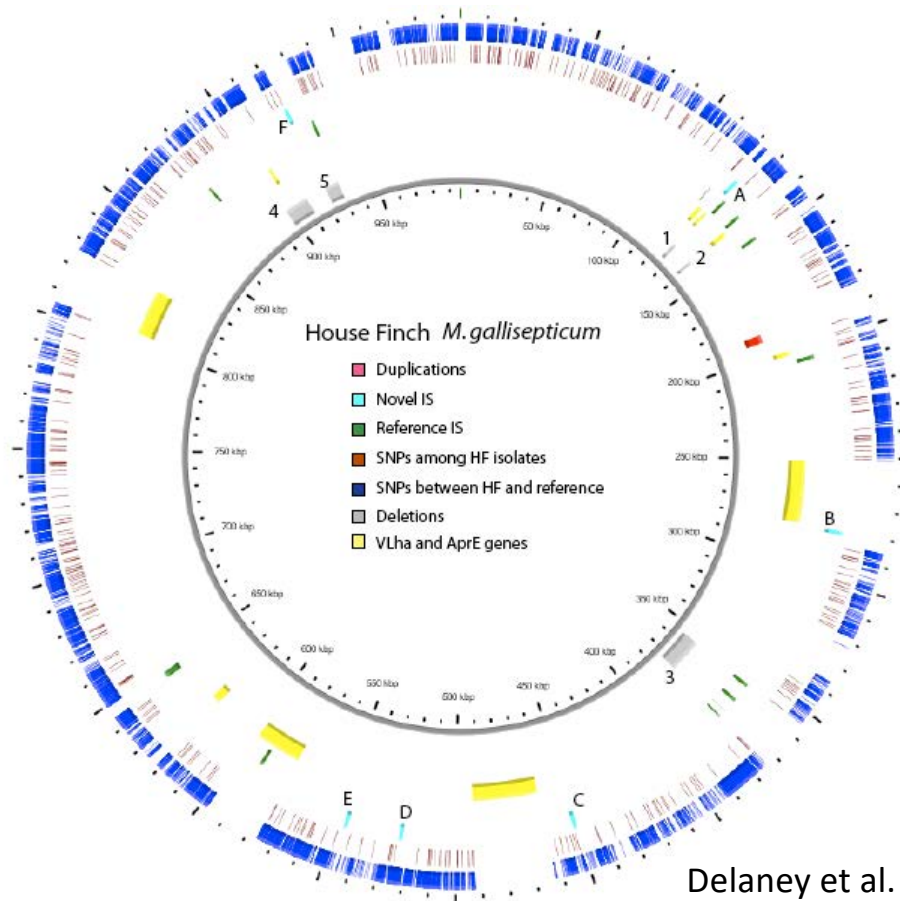 F
A
5
4
1
2
950 kbp
50 kbp
900 kbp
100 kbp
850 kbp
150 kbp
House Finch M. gallisepticum
Duplications
Novel IS
Reference IS
SNPs among HF isolates
SNPs between HF and reference
Deletions
VLha and AprE genes
800 kbp
200 kbp
750 kbp
250 kbp
B
700 kbp
300 kbp
650 kbp
350 kbp
600 kbp
400 kbp
3
550 kbp
500 kbp
450 kbp
E
D
C
Delaney et al.